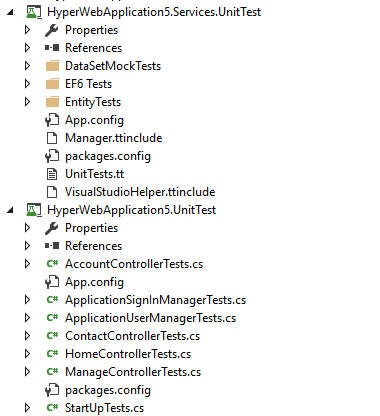 HyperWebApplication5.Services.UnitTest
Properties
References
DataSetMockTests
EF6 Tests
EntityTests
App.config
Manager.ttinclude
packages.config
UnitTests.tt
VisualStudioHelper.ttinclude
HyperWebApplication5.UnitTest
Properties
References
C# AccountControllerTests.cs
App.config
C# ApplicationSignInManagerTests.cs
C# ApplicationUserManagerTests.cs
C# ContactControllerTests.cs
C# HomeControllerTests.cs
C# ManageControllerTests.cs
packages.config
C# StartUpTests.cs